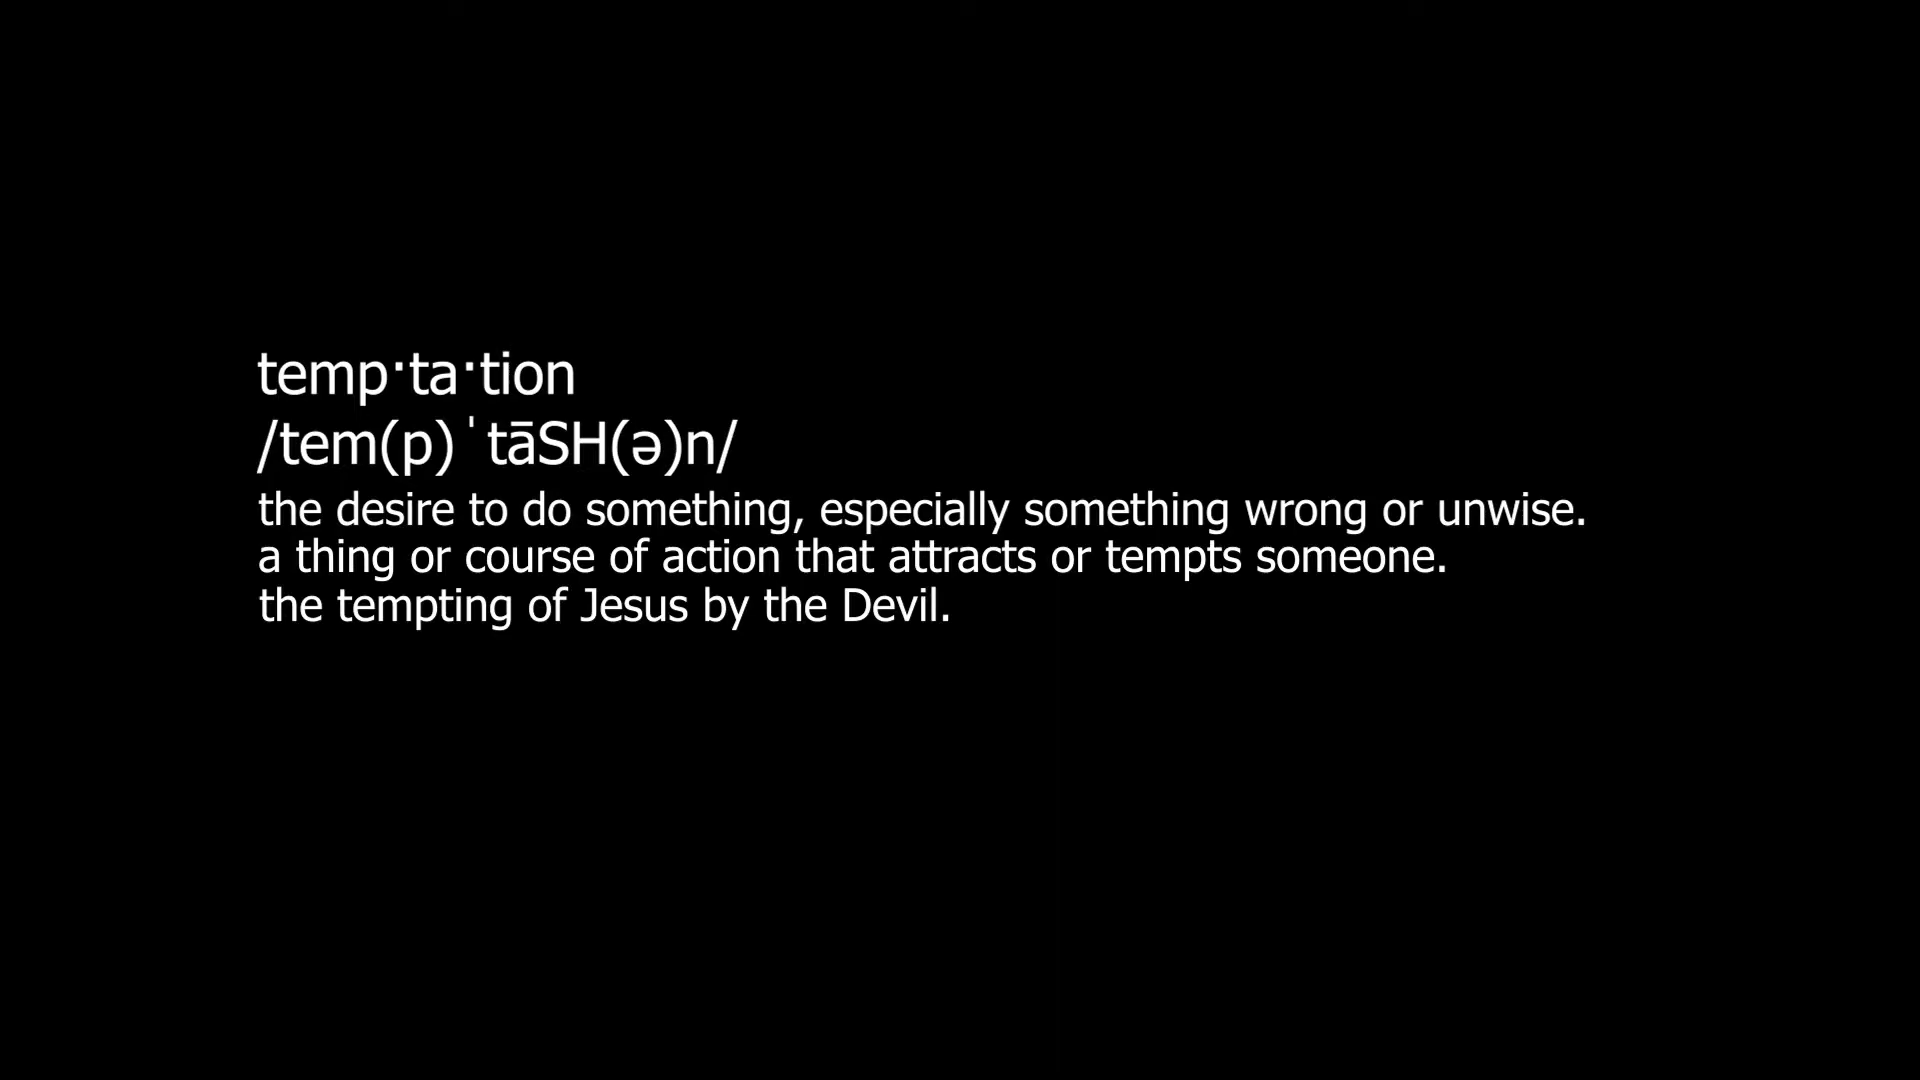 temp·ta·tion
/tem(p)ˈtāSH(ə)n/
the desire to do something, especially something wrong or unwise.
a thing or course of action that attracts or tempts someone.
the tempting of Jesus by the Devil.